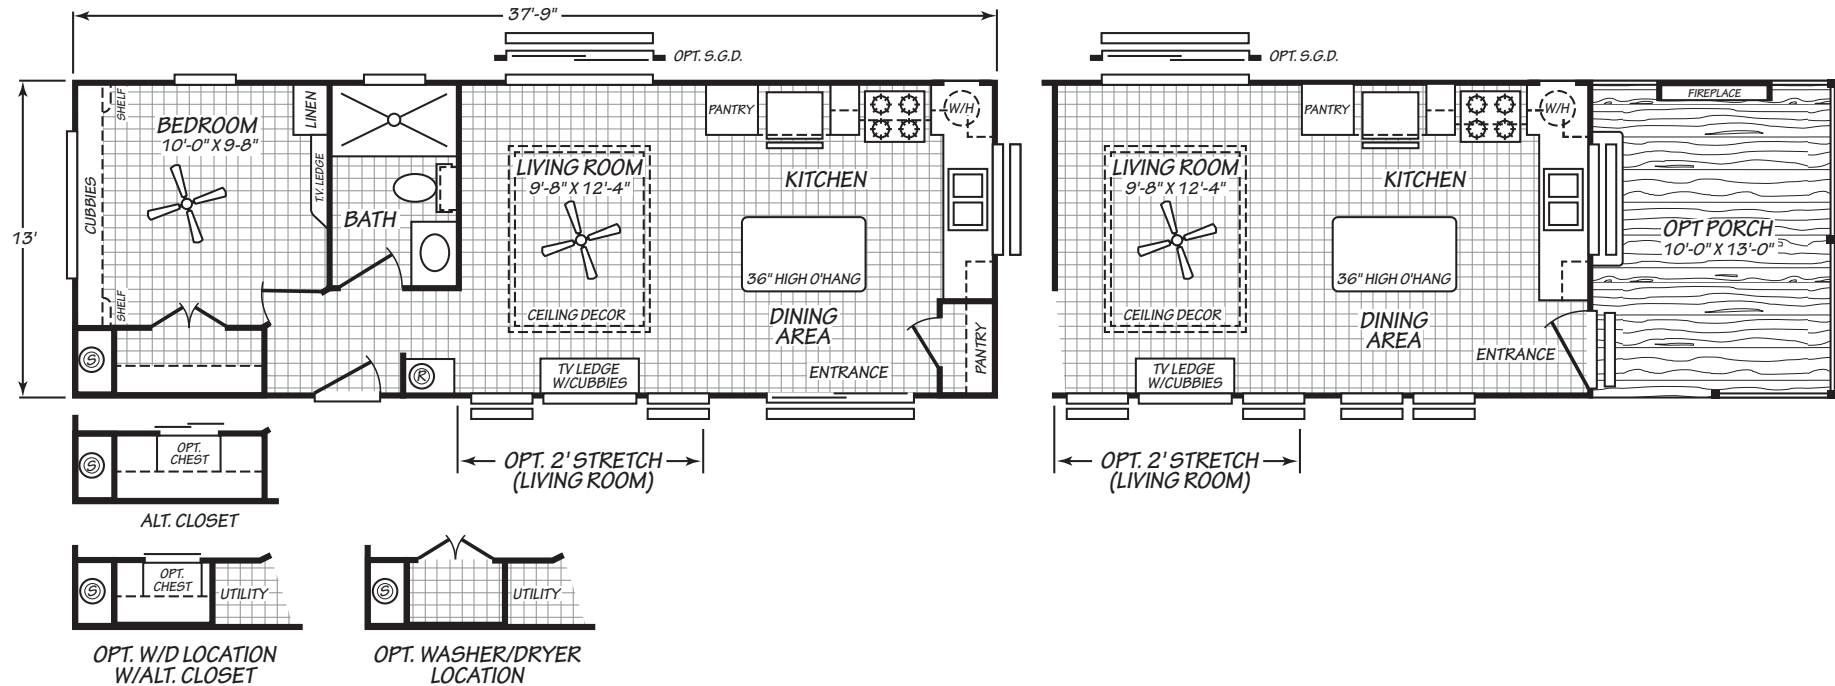 37'-9"
OPT. S.G.D.
13'
SHELF
BEDROOM
10'-0" X 9-8"
LINEN
CUBBIES
T.V. LEDGE
BATH
SHELF
S
R
LIVING ROOM
9'-8" X 12'-4"
CEILING DECOR
TV LEDGE
W/CUBBIES
PANTRY
W/H
KITCHEN
36" HIGH O'HANG
DINING
AREA
ENTRANCE
PANTRY
OPT. 2' STRETCH
(LIVING ROOM)
OPT. S.G.D.
PANTRY
W/H
FIREPLACE
LIVING ROOM
9'-8" X 12'-4"
CEILING DECOR
KITCHEN
36" HIGH O'HANG
DINING
AREA
ENTRANCE
OPT PORCH
10'-0" X 13'-0"
TV LEDGE
W/CUBBIES
OPT. 2' STRETCH
(LIVING ROOM)
OPT.
CHEST
S
ALT. CLOSET
OPT.
CHEST
S
UTILITY
OPT. W/D LOCATION
W/ALT. CLOSET
S
UTILITY
OPT. WASHER/DRYER
LOCATION